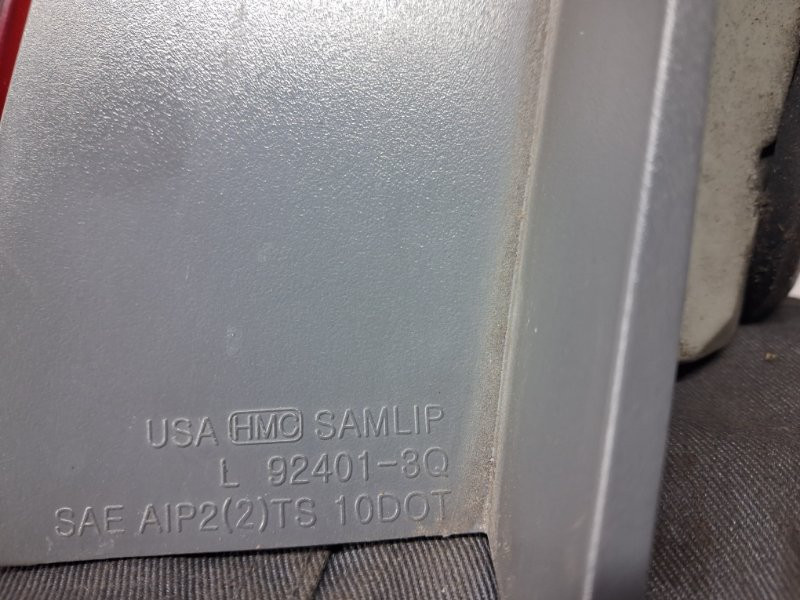 USA HMC SAMLIP
L 92401-3Q
SAE AIP2(2)TS 10DOT